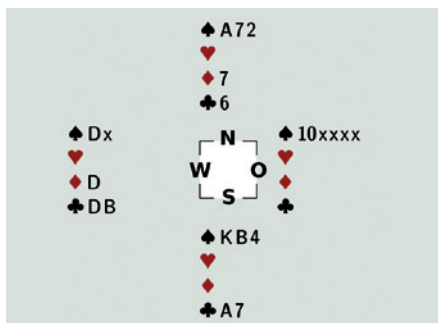 ♠ A72
♥
♦ 7
♣ 6
♠ Dx
♥
♦ D
♣ DB
N
W O
S
♠ 10xxxx
♥
♦
♣
♠ KB4
♥
♦
♣ A7